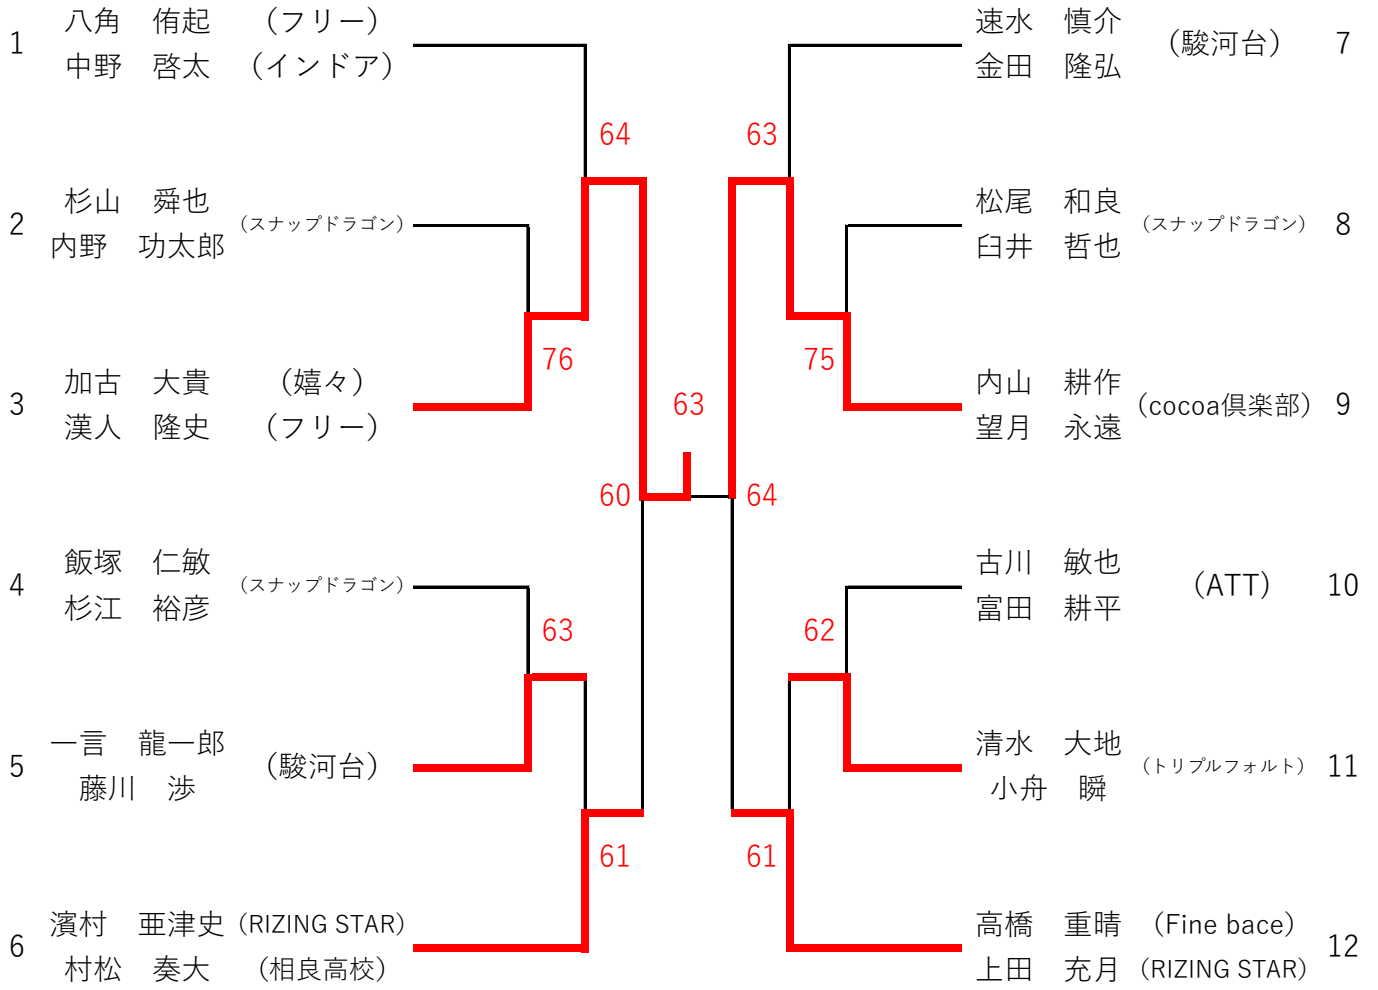 1 八角　侑起　（フリー）
中野　啓太　（インドア）
2 杉山　舜也
内野　功太郎 （スナップドラゴン）
3 加古　大貴　（嬉々）
漢人　隆史　（フリー）
4 飯塚　仁敏
杉江　裕彦 （スナップドラゴン）
5 一言　龍一郎
藤川　渉 （駿河台）
6 濱村　亜津史 （RIZING STAR）
村松　奏大 （相良高校）
64
76
60
63
61
63
63
75
64
62
61
速水　慎介
金田　隆弘 （駿河台） 7
松尾　和良
臼井　哲也 （スナップドラゴン） 8
内山　耕作
望月　永遠 （cocoa倶楽部） 9
古川　敏也
富田　耕平 （ATT） 10
清水　大地
小舟　瞬 （トリプルフォルト） 11
高橋　重晴 （Fine bace）
上田　充月 （RIZING STAR） 12